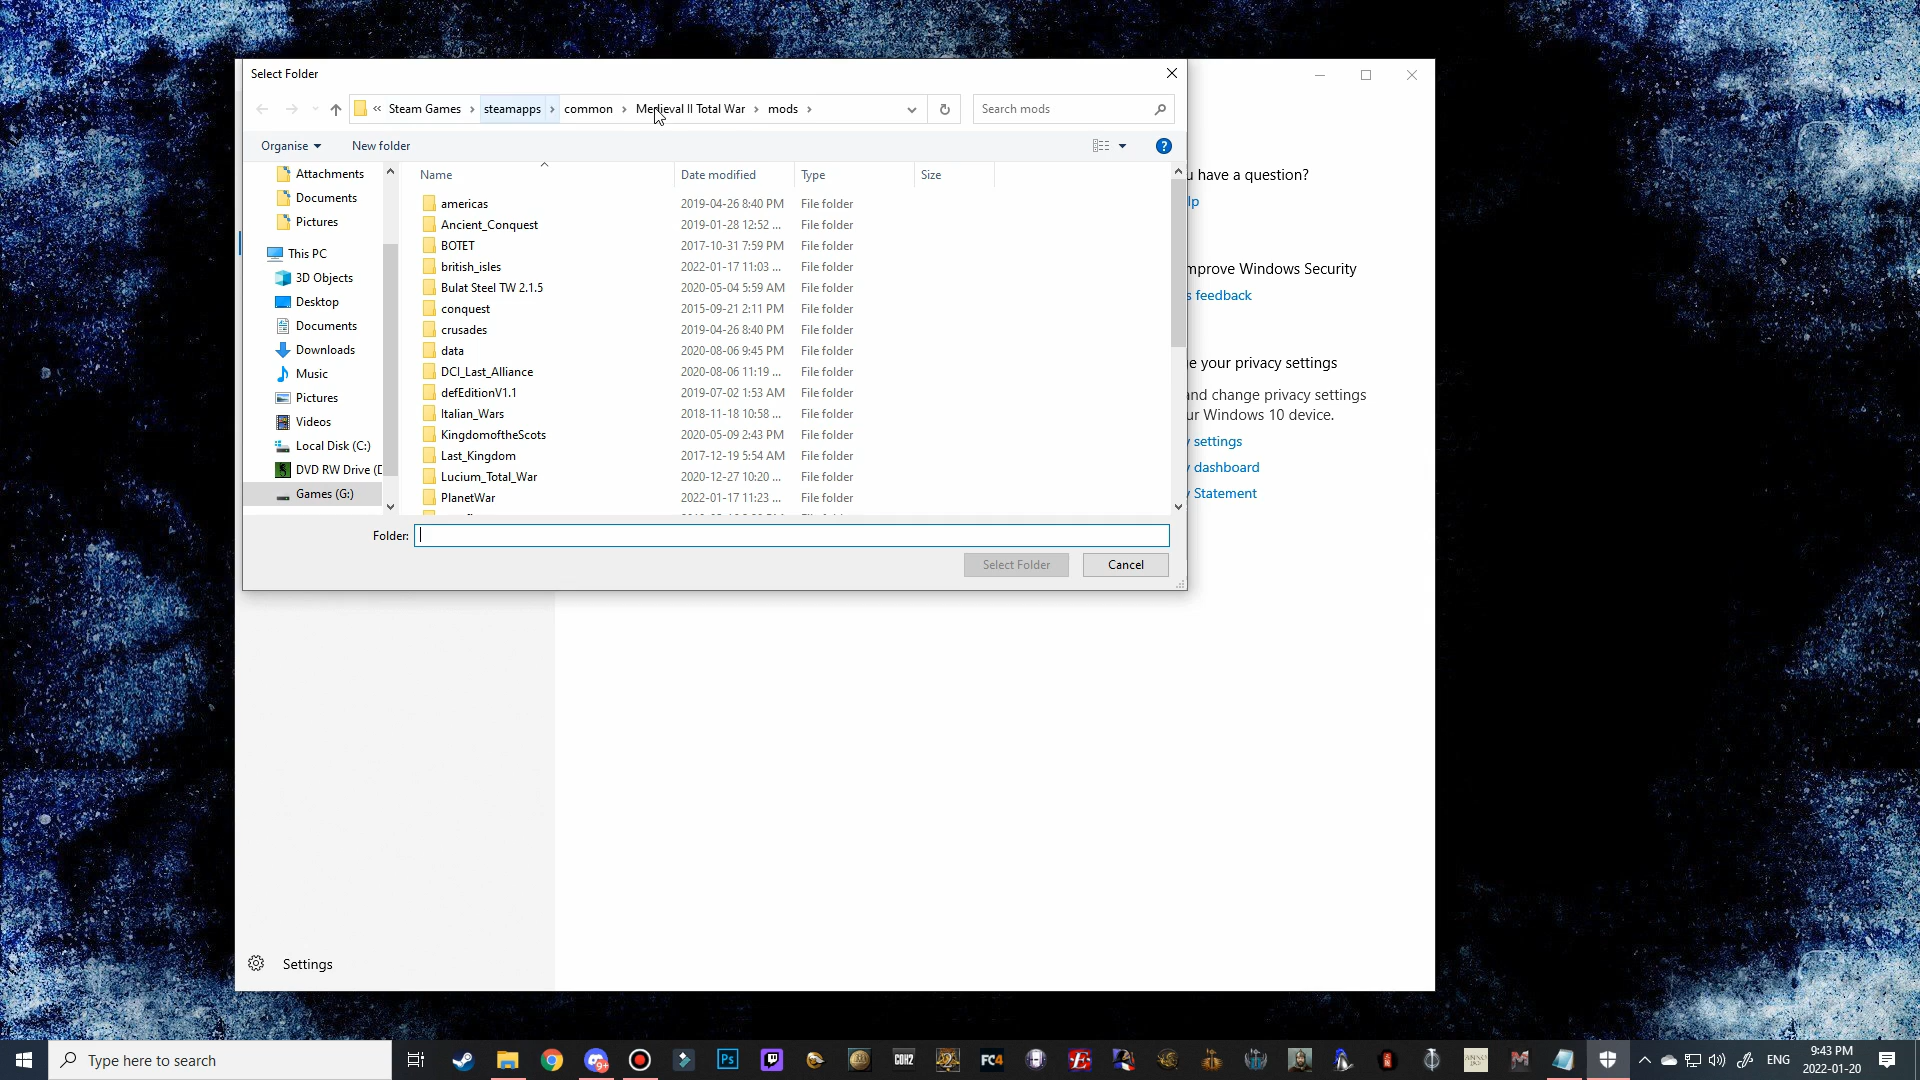 Select Folder
« Steam Games > steamapps > common > Medieval II Total War > mods >
Search mods
Organise
New folder
?
Attachments
Documents
Pictures
This PC
3D Objects
Desktop
Documents
Downloads
Music
Pictures
Videos
Local Disk (C:)
DVD RW Drive (D
Games (G:)
Name Date modified Type Size
americas 2019-04-26 8:40 PM File folder
Ancient_Conquest 2019-01-28 12:52 ... File folder
BOTET 2017-10-31 7:59 PM File folder
british_isles 2022-01-17 11:03 ... File folder
Bulat Steel TW 2.1.5 2020-05-04 5:59 AM File folder
conquest 2015-09-21 2:11 PM File folder
crusades 2019-04-26 8:40 PM File folder
data 2020-08-06 9:45 PM File folder
DCI_Last_Alliance 2020-08-06 11:19 ... File folder
defEditionV1.1 2019-07-02 1:53 AM File folder
Italian_Wars 2018-11-18 10:58 ... File folder
KingdomoftheScots 2020-05-09 2:43 PM File folder
Last_Kingdom 2017-12-19 5:54 AM File folder
Lucium_Total_War 2020-12-27 10:20 ... File folder
PlanetWar 2022-01-17 11:23 ... File folder
Folder:
Select Folder
Cancel
u have a question?
lp
mprove Windows Security
s feedback
e your privacy settings
and change privacy settings
ur Windows 10 device.
y settings
y dashboard
y Statement
Settings
Type here to search
Ps
COH2
FC4
ANNO
ENG
9:43 PM
2022-01-20